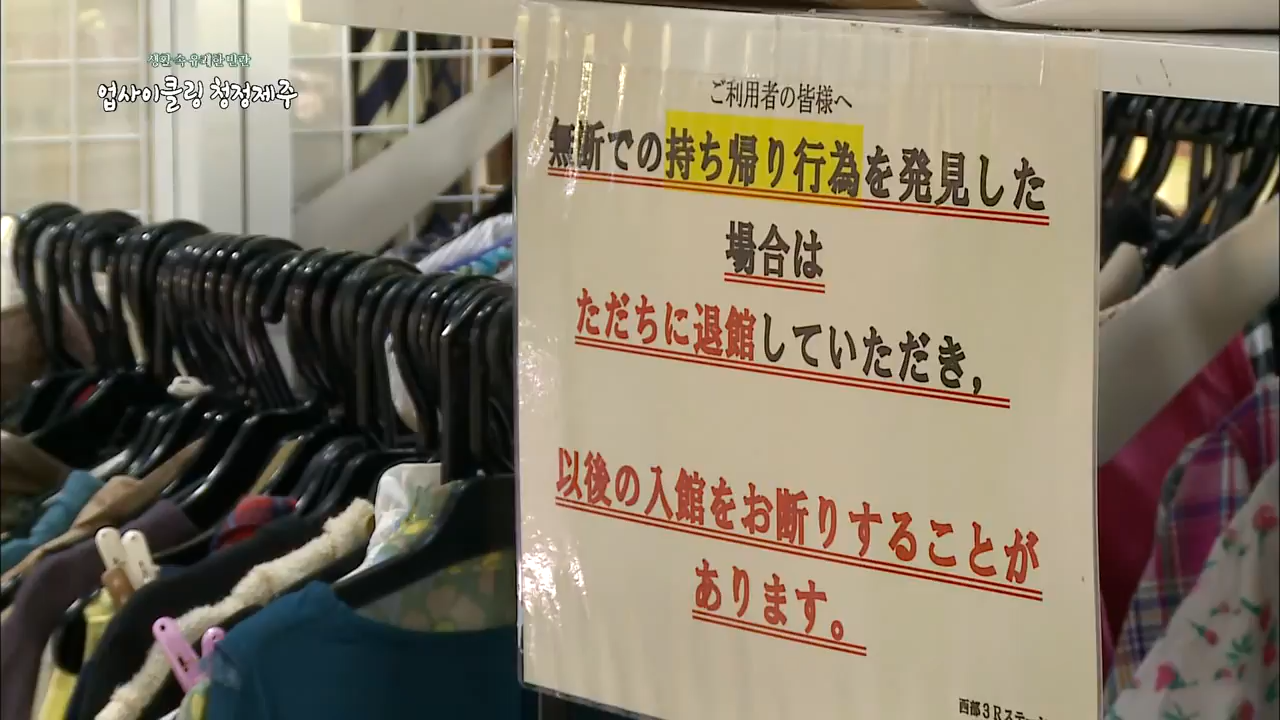 생활 속 유쾌한 반란
업사이클링 청정제주
ご利用者の皆様へ
無断での持ち帰り行為を発見した
場合は
ただちに退館していただき，
以後の入館をお断りすることが
あります。
西部3Rステー